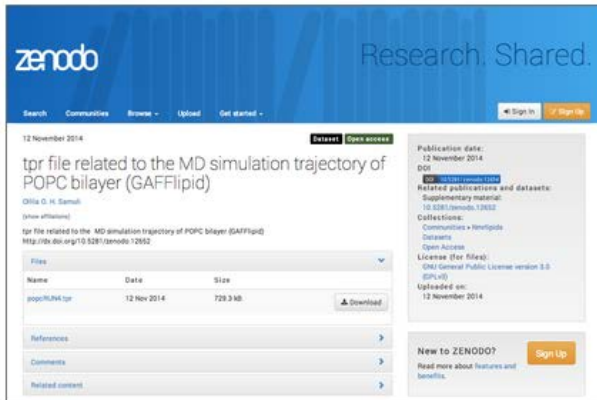 zenodo
Research. Shared.
Search Communities Browse Upload Get started
Sign In
Sign Up
12 November 2014
Dataset Open access
tpr file related to the MD simulation trajectory of
POPC bilayer (GAFFlipid)
Ollila O. H. Samuli
(show affiliations)
tpr file related to the MD simulation trajectory of POPC bilayer (GAFFlipid)
http://dx.doi.org/10.5281/zenodo.12652
Files
Name Date Size
popcRUN4.tpr 12 Nov 2014 729.3 kB Download
References
Comments
Related content
Publication date:
12 November 2014
DOI
DOI
Related publications and datasets:
Supplementary material:
10.5281/zenodo.12652
Collections:
Communities > Nmrlipids
Datasets
Open Access
License (for files):
GNU General Public License version 3.0
(GPLv3)
Uploaded on:
12 November 2014
New to ZENODO?
Read more about features and
benefits.
Sign Up